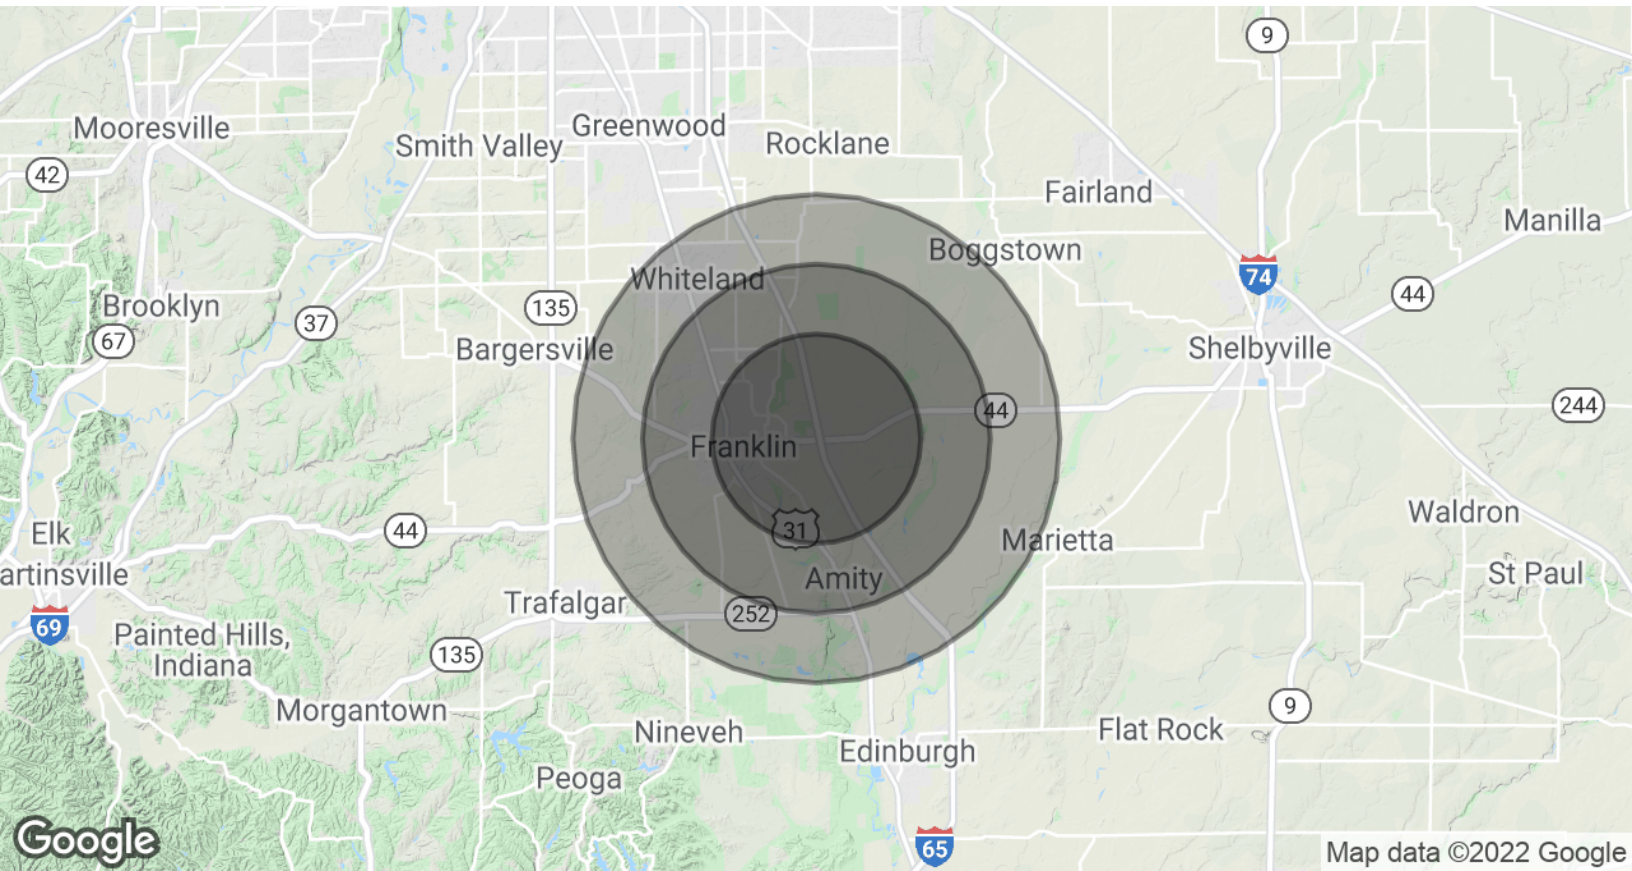 9
Mooresville
Greenwood
Smith Valley
Rocklane
42
Fairland
Manilla
Boggstown
74
Whiteland
44
Brooklyn
135
37
67
Bargersville
Shelbyville
44
244
Franklin
Waldron
Elk
44
31
Marietta
artinsville
Amity
St Paul
Trafalgar
252
69
Painted Hills,
Indiana
135
Morgantown
9
Nineveh
Flat Rock
Edinburgh
Peoga
Google
65
Map data ©2022 Google